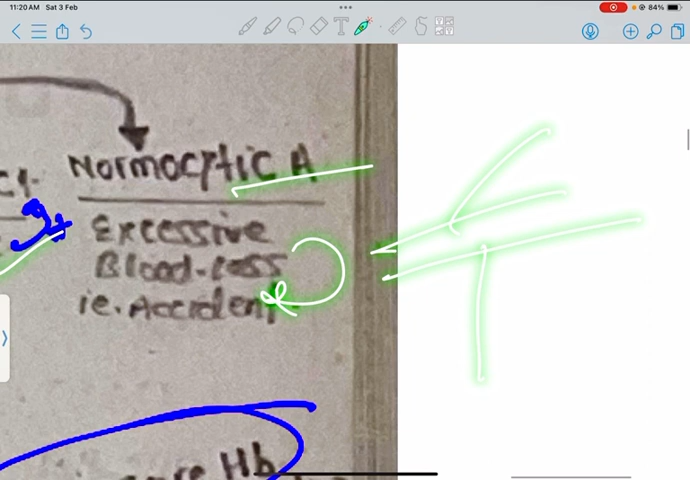 11:20 AM Sat 3 Feb
84%
Normocytic A
Excessive
Blood-Loss
ie. Accident
Hb